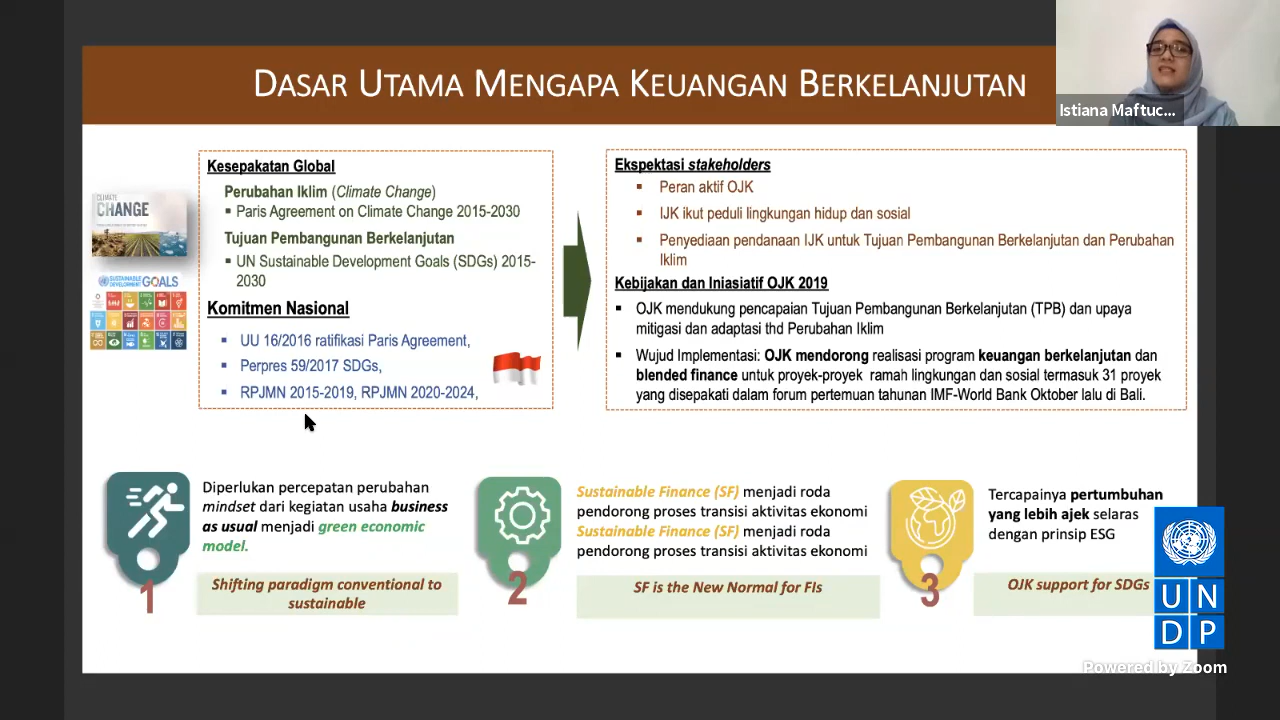 DASAR UTAMA MENGAPA KEUANGAN BERKELANJUTAN
Istiana Maftuc...
Kesepakatan Global
Perubahan Iklim (Climate Change)
▪ Paris Agreement on Climate Change 2015-2030
Tujuan Pembangunan Berkelanjutan
▪ UN Sustainable Development Goals (SDGs) 2015-
2030
Komitmen Nasional
▪ UU 16/2016 ratifikasi Paris Agreement,
▪ Perpres 59/2017 SDGs,
▪ RPJMN 2015-2019, RPJMN 2020-2024,
CLIMATE
CHANGE
SUSTAINABLE
DEVELOPMENT GOALS
Ekspektasi stakeholders
▪ Peran aktif OJK
▪ IJK ikut peduli lingkungan hidup dan sosial
▪ Penyediaan pendanaan IJK untuk Tujuan Pembangunan Berkelanjutan dan Perubahan
Iklim
Kebijakan dan Iniasiatif OJK 2019
▪ OJK mendukung pencapaian Tujuan Pembangunan Berkelanjutan (TPB) dan upaya
mitigasi dan adaptasi thd Perubahan Iklim
▪ Wujud Implementasi: OJK mendorong realisasi program keuangan berkelanjutan dan
blended finance untuk proyek-proyek ramah lingkungan dan sosial termasuk 31 proyek
yang disepakati dalam forum pertemuan tahunan IMF-World Bank Oktober lalu di Bali.
1
Diperlukan percepatan perubahan
mindset dari kegiatan usaha business
as usual menjadi green economic
model.
Shifting paradigm conventional to
sustainable
2
Sustainable Finance (SF) menjadi roda
pendorong proses transisi aktivitas ekonomi
Sustainable Finance (SF) menjadi roda
pendorong proses transisi aktivitas ekonomi
SF is the New Normal for FIs
3
Tercapainya pertumbuhan
yang lebih ajek selaras
dengan prinsip ESG
OJK support for SDGs
U N
D P
Powered by Zoom